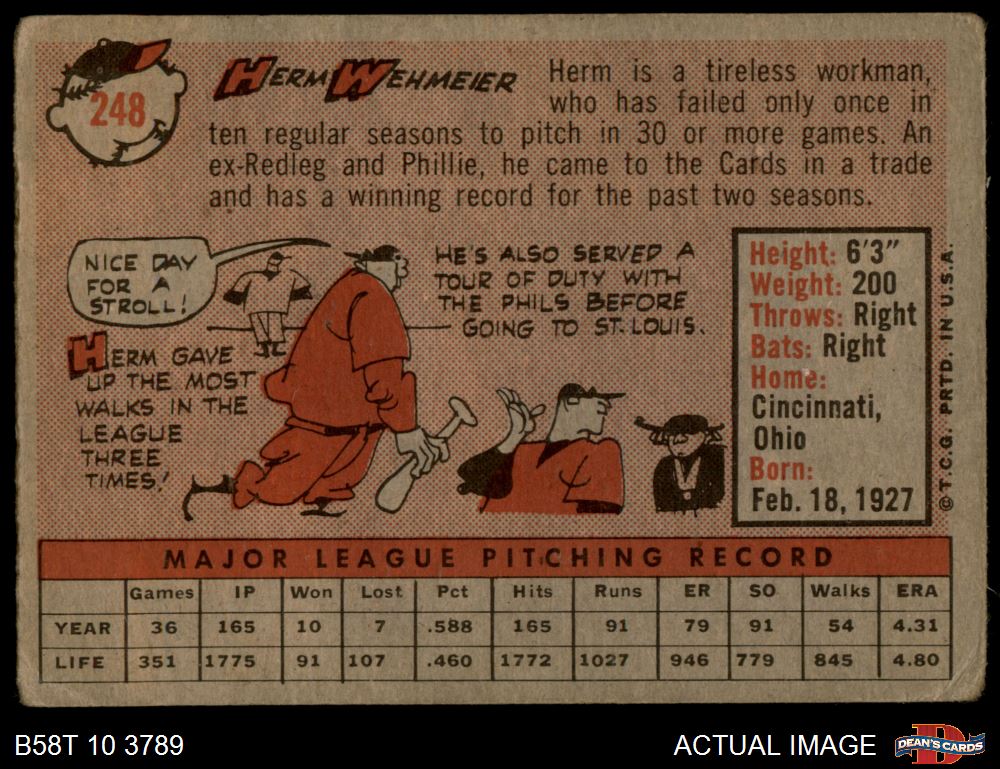 248
HERM WEHMEIER
Herm is a tireless workman,
who has failed only once in
ten regular seasons to pitch in 30 or more games. An
ex-Redleg and Phillie, he came to the Cards in a trade
and has a winning record for the past two seasons.
NICE DAY
FOR A
STROLL!
HERM GAVE
UP THE MOST
WALKS IN THE
LEAGUE
THREE
TIMES!
HE'S ALSO SERVED A
TOUR OF DUTY WITH
THE PHILS BEFORE
GOING TO ST. LOUIS.
Height: 6'3"
Weight: 200
Throws: Right
Bats: Right
Home:
Cincinnati,
Ohio
Born:
Feb. 18, 1927
© T.C.G. PRTD. IN U.S.A.
MAJOR LEAGUE PITCHING RECORD
Games IP Won Lost Pct Hits Runs ER SO Walks ERA
YEAR 36 165 10 7 .588 165 91 79 91 54 4.31
LIFE 351 1775 91 107 .460 1772 1027 946 779 845 4.80
B58T 10 3789
ACTUAL IMAGE
D
DEAN'S CARDS